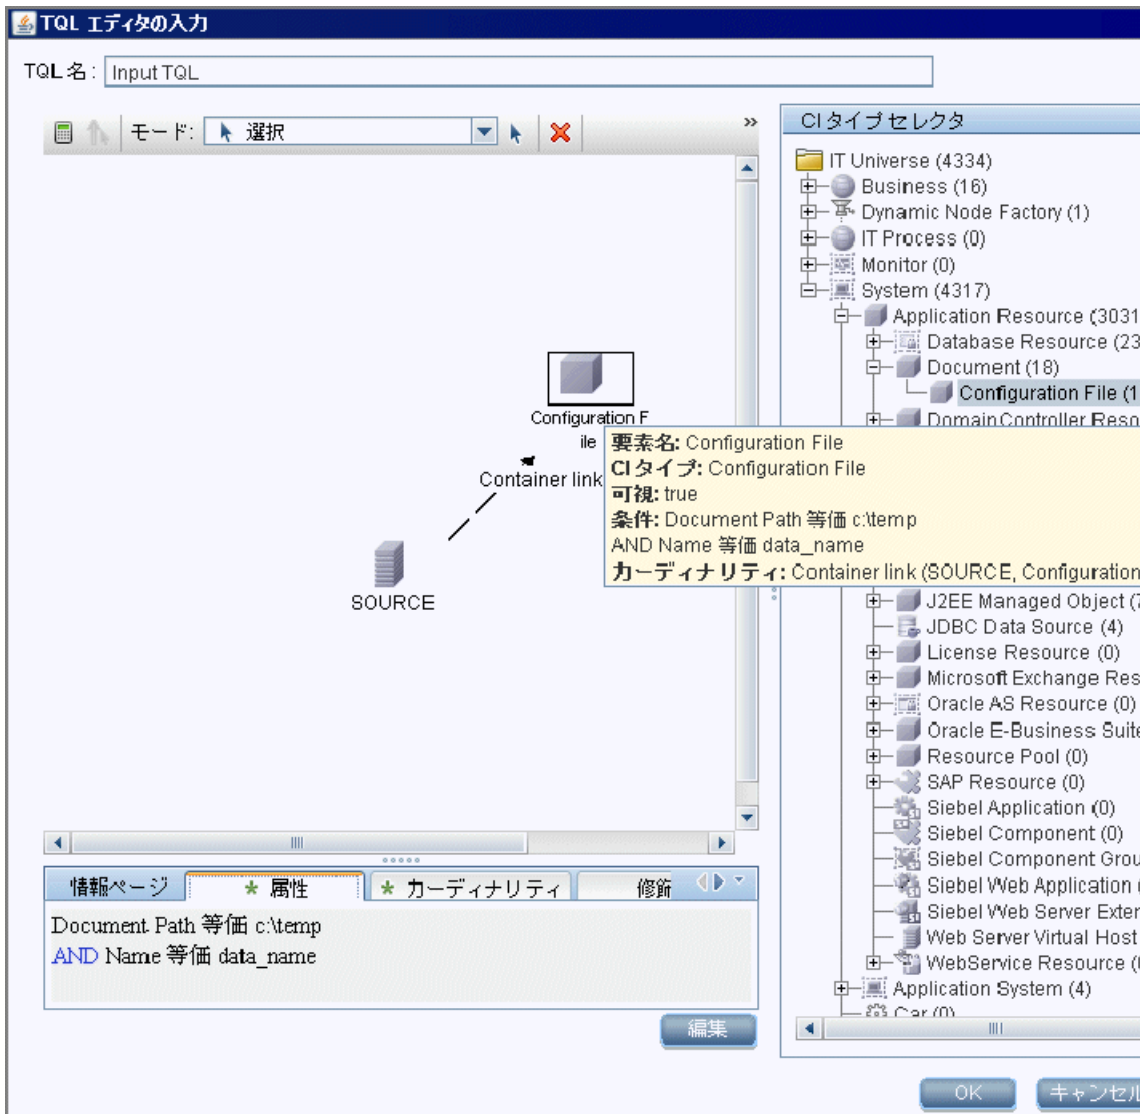 TQL エディタの入力
TQL 名 : Input TQL
モード: 選択
»
CI タイプ セレクタ
IT Universe (4334)
Business (16)
Dynamic Node Factory (1)
IT Process (0)
Monitor (0)
System (4317)
Application Resource (3031
Database Resource (23
Document (18)
Configuration File (1
DomainController Reso
Configuration F
ile
Container link
SOURCE
要素名: Configuration File
CI タイプ: Configuration File
可視: true
条件: Document Path 等価 c:\temp
AND Name 等価 data_name
カーディナリティ: Container link (SOURCE, Configuration
J2EE Managed Object (7
JDBC Data Source (4)
License Resource (0)
Microsoft Exchange Res
Oracle AS Resource (0)
Oracle E-Business Suite
Resource Pool (0)
SAP Resource (0)
Siebel Application (0)
Siebel Component (0)
Siebel Component Grou
Siebel Web Application (
Siebel Web Server Exter
Web Server Virtual Host
WebService Resource (0
Application System (4)
Car (0)
情報ページ * 属性 * カーディナリティ 修飾
Document Path 等価 c:\temp
AND Name 等価 data_name
編集
OK キャンセル